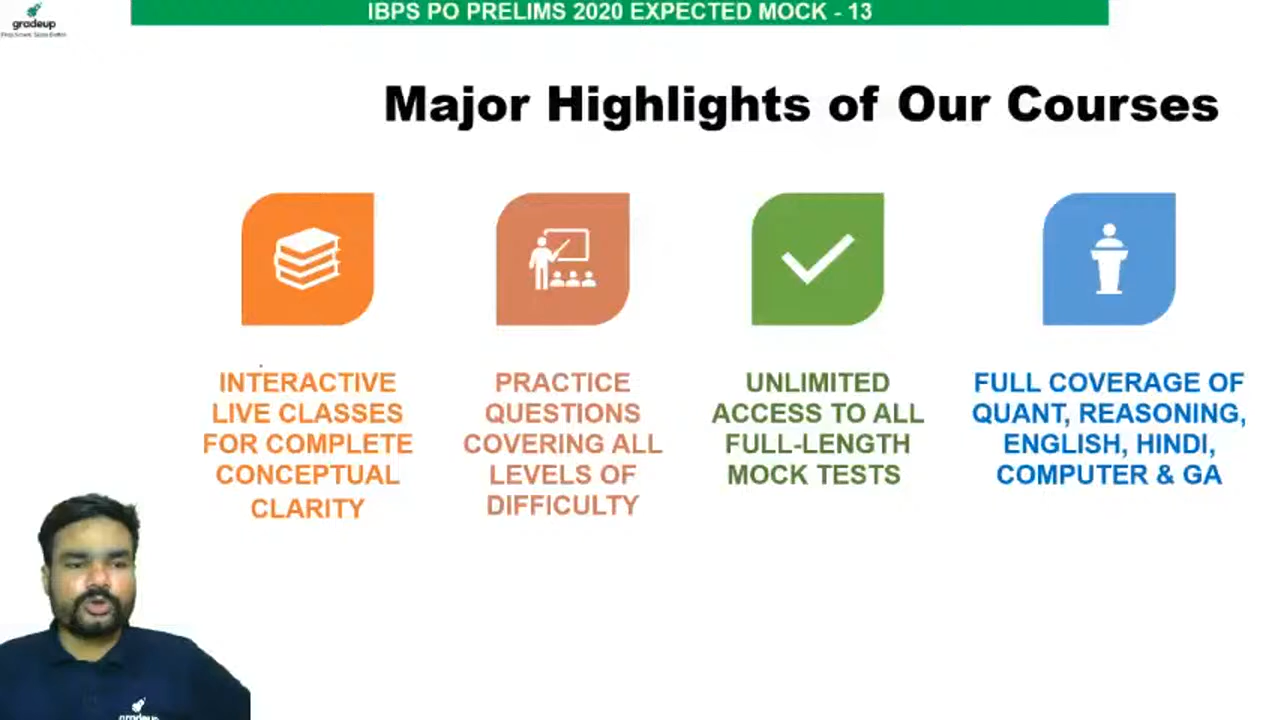 gradeup
IBPS PO PRELIMS 2020 EXPECTED MOCK - 13
Major Highlights of Our Courses
INTERACTIVE
LIVE CLASSES
FOR COMPLETE
CONCEPTUAL
CLARITY
PRACTICE
QUESTIONS
COVERING ALL
LEVELS OF
DIFFICULTY
UNLIMITED
ACCESS TO ALL
FULL-LENGTH
MOCK TESTS
FULL COVERAGE OF
QUANT, REASONING,
ENGLISH, HINDI,
COMPUTER & GA
gradeup